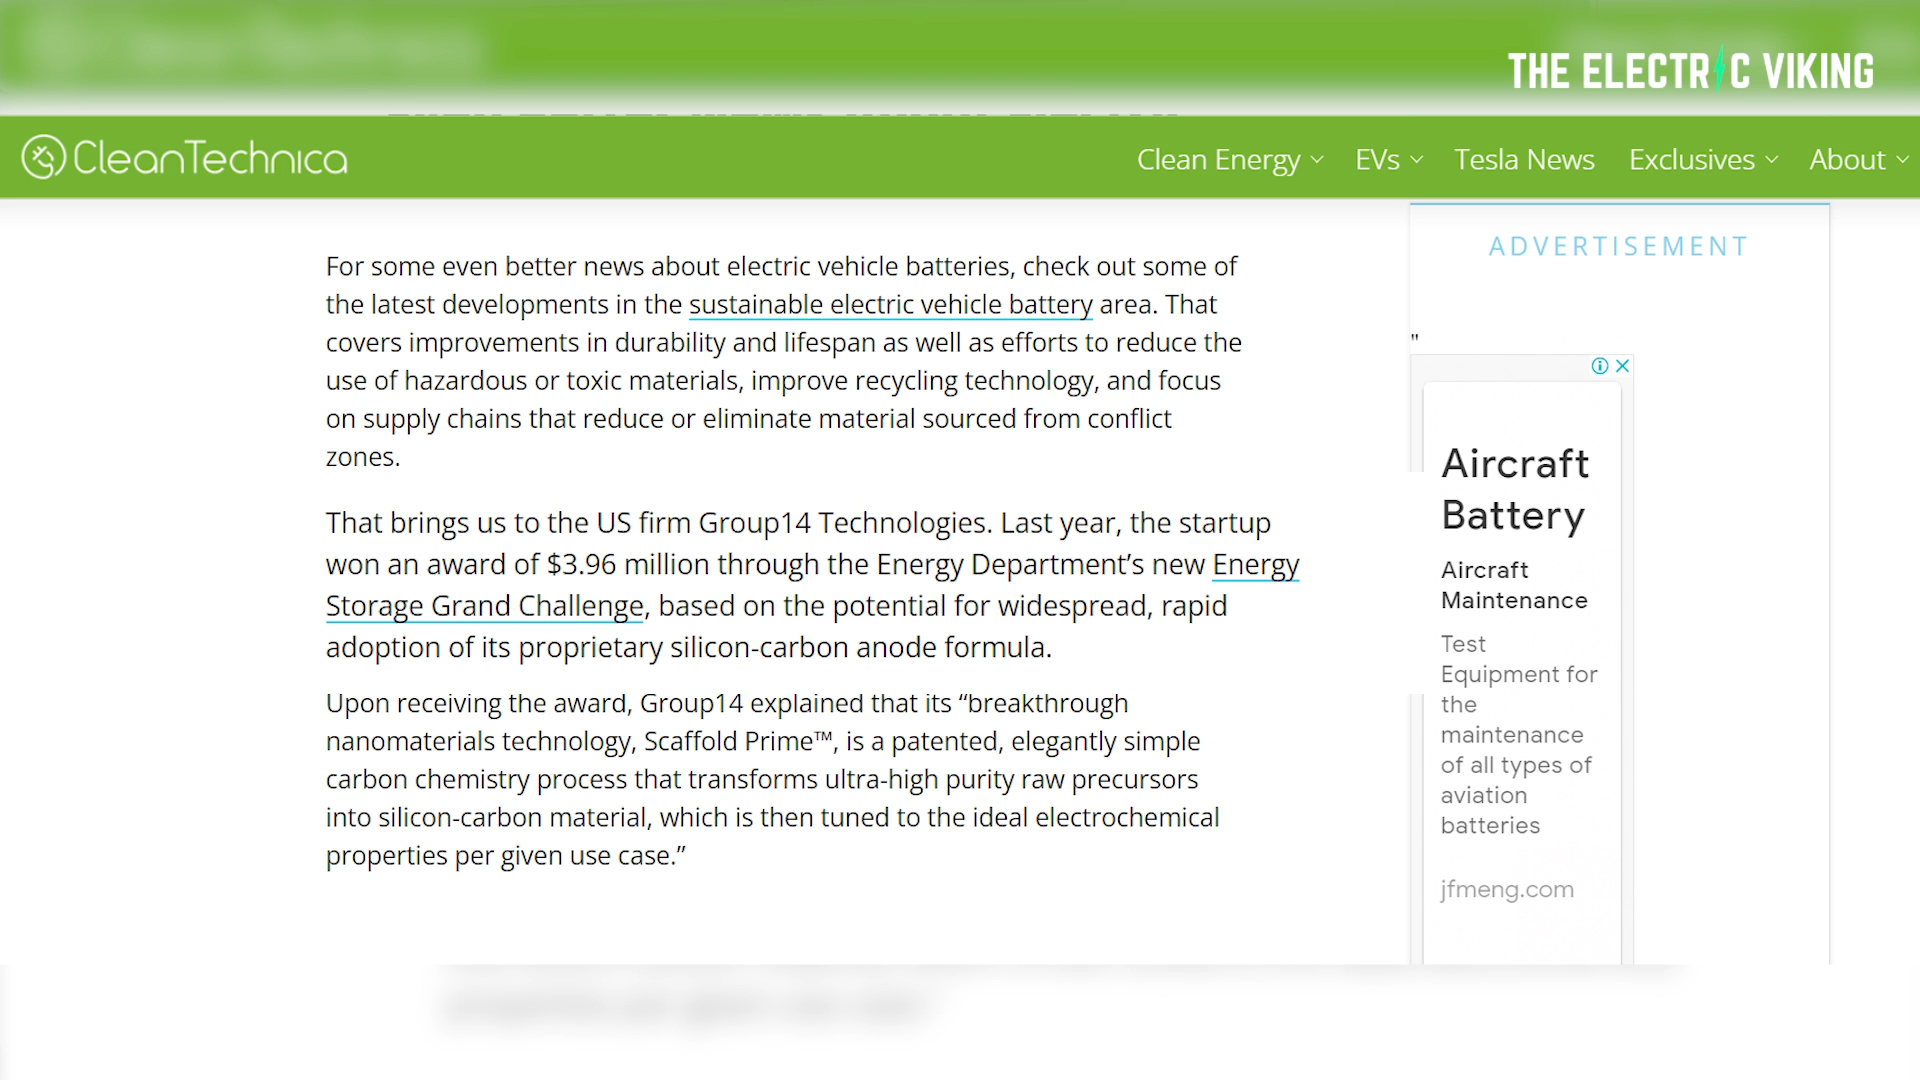 THE ELECTRIC VIKING
CleanTechnica
Clean Energy EVs Tesla News Exclusives About
For some even better news about electric vehicle batteries, check out some of
the latest developments in the sustainable electric vehicle battery area. That
covers improvements in durability and lifespan as well as efforts to reduce the
use of hazardous or toxic materials, improve recycling technology, and focus
on supply chains that reduce or eliminate material sourced from conflict
zones.
That brings us to the US firm Group14 Technologies. Last year, the startup
won an award of $3.96 million through the Energy Department’s new Energy
Storage Grand Challenge, based on the potential for widespread, rapid
adoption of its proprietary silicon-carbon anode formula.
Upon receiving the award, Group14 explained that its “breakthrough
nanomaterials technology, Scaffold Prime™, is a patented, elegantly simple
carbon chemistry process that transforms ultra-high purity raw precursors
into silicon-carbon material, which is then tuned to the ideal electrochemical
properties per given use case.”
ADVERTISEMENT
"
Aircraft
Battery
Aircraft
Maintenance
Test
Equipment for
the
maintenance
of all types of
aviation
batteries
jfmeng.com